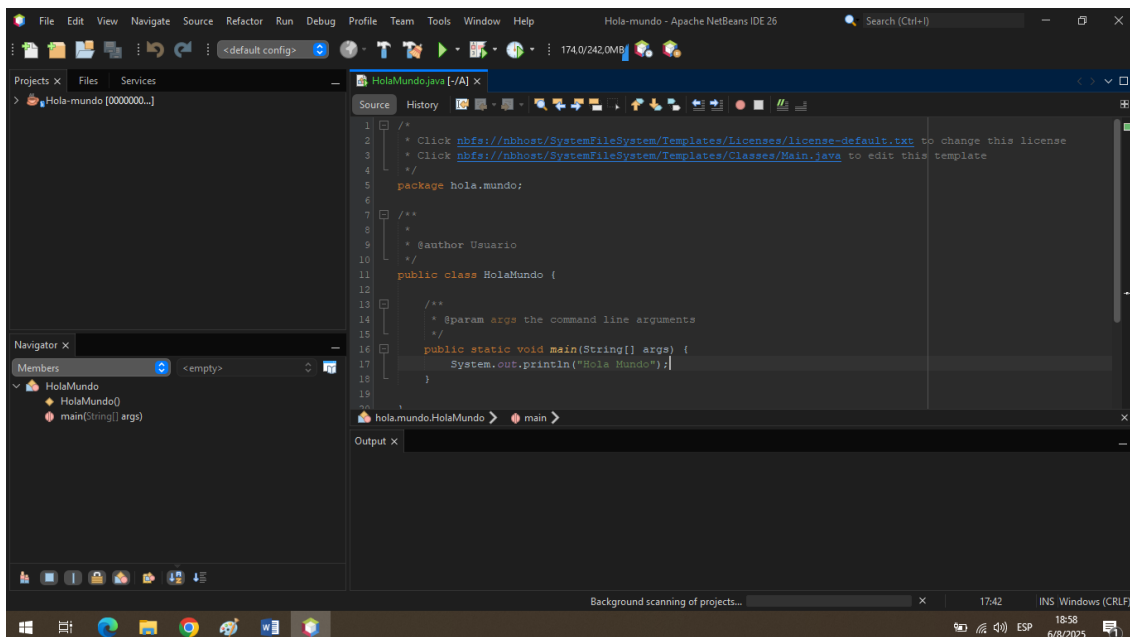 File Edit View Navigate Source Refactor Run Debug Profile Team Tools Window Help Hola-mundo - Apache NetBeans IDE 26 Search (Ctrl+I)
<default config> 174,0/242,0MB
Projects Files Services
Hola-mundo [0000000...]
HolaMundo.java [-/A]
Source History
1 /*
2 * Click nbfs://nbhost/SystemFileSystem/Templates/Licenses/license-default.txt to change this license
3 * Click nbfs://nbhost/SystemFileSystem/Templates/Classes/Main.java to edit this template
4 */
5 package hola.mundo;
6
7 /**
8 *
9 * @author Usuario
10 */
11 public class HolaMundo {
12
13 /**
14 * @param args the command line arguments
15 */
16 public static void main(String[] args) {
17 System.out.println("Hola Mundo");
18 }
19
20 }
hola.mundo.HolaMundo main
Navigator
Members <empty>
HolaMundo
HolaMundo()
main(String[] args)
Output
Background scanning of projects... 17:42 INS Windows (CRLF)
ESP 18:58
6/8/2025